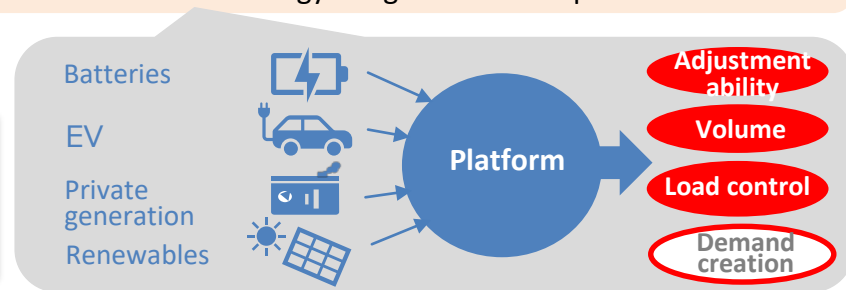 Batteries
EV
Private
generation
Renewables
Platform
Adjustment
ability
Volume
Load control
Demand
creation